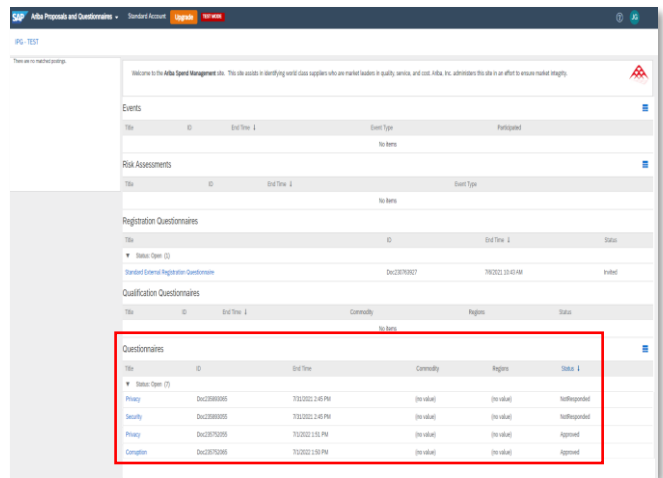 SAP Ariba Proposals and Questionnaires Standard Account Upgrade TEST MODE JG
IPG - TEST
There are no matched postings.
Welcome to the Ariba Spend Management site. This site assists in identifying world class suppliers who are market leaders in quality, service, and cost. Ariba, Inc. administers this site in an effort to ensure market integrity.
Events
Title ID End Time ↓ Event Type Participated
No items
Risk Assessments
Title ID End Time ↓ Event Type
No items
Registration Questionnaires
Title ID End Time ↓ Status
▼ Status: Open (1)
Standard External Registration Questionnaire Doc230763927 7/8/2021 10:43 AM Invited
Qualification Questionnaires
Title ID End Time ↓ Commodity Regions Status
No items
Questionnaires
Title ID End Time Commodity Regions Status ↓
▼ Status: Open (7)
Privacy Doc235860065 7/31/2021 2:45 PM (no value) (no value) NotResponded
Security Doc235860055 7/31/2021 2:45 PM (no value) (no value) NotResponded
Privacy Doc235752055 7/1/2022 1:51 PM (no value) (no value) Approved
Corruption Doc235752065 7/1/2022 1:50 PM (no value) (no value) Approved